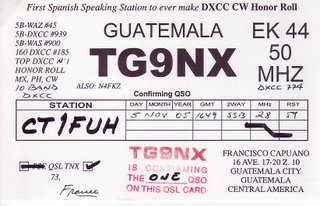 First Spanish Speaking Station to ever make DXCC CW Honor Roll
5B-WAZ #45
5B-DXCC #939
5B-WAS #900
160 DXCC #185
TOP DXCC №1
HONOR ROLL
MX, PH, CW
10 BAND
DXCC
GUATEMALA
TG9NX
ALSO: N4FKZ
EK 44
50
MHZ
DXCC 774
Confirming QSO
STATION DAY MONTH YEAR GMT 2WAY MHz RST
CT1FUH 5 NOV 05 1649 SSB 28 59
PSE QSL TNX
73,
Franco
TG9NX
IS CONFIRMING
THE ONE QSO
ON THIS QSL CARD
FRANCISCO CAPUANO
16 AVE. 17-20 Z. 10
GUATEMALA CITY
GUATEMALA
CENTRAL AMERICA